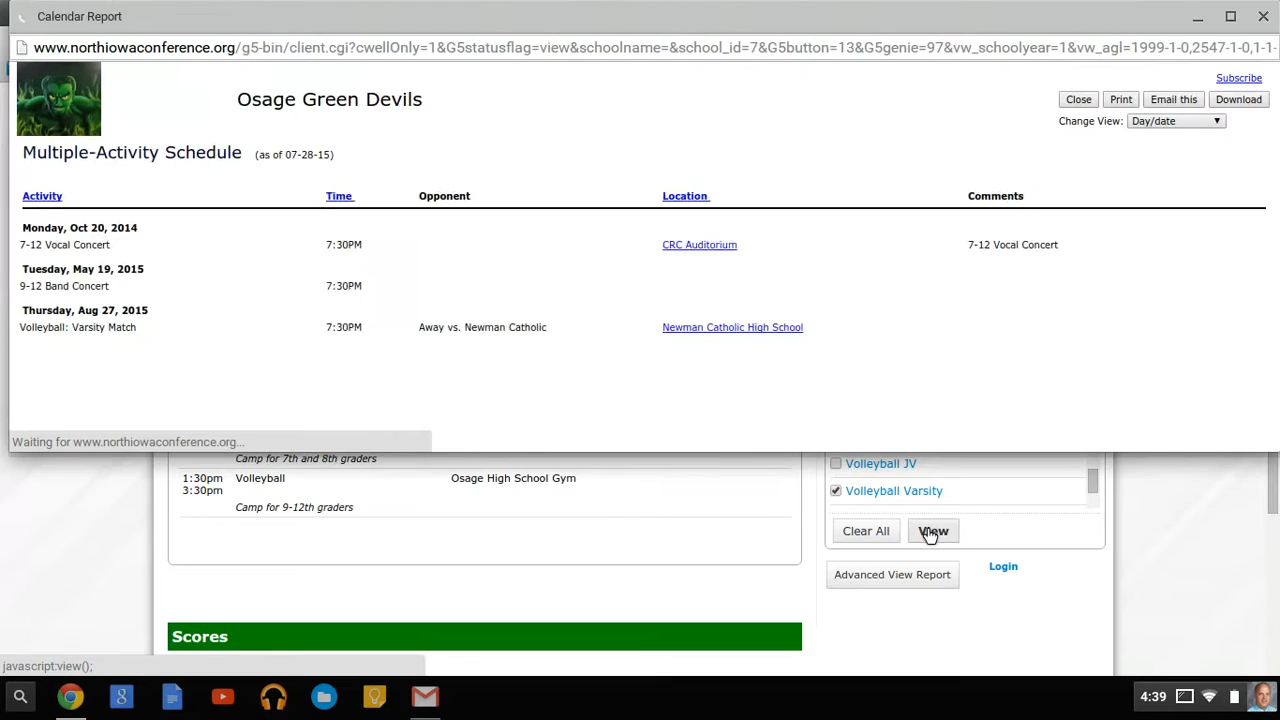 Calendar Report
www.northiowaconference.org/g5-bin/client.cgi?cwellOnly=1&G5statusflag=view&schoolname=&school_id=7&G5button=13&G5genie=97&vw_schoolyear=1&vw_agl=1999-1-0,2547-1-0,1-1-
Subscribe
Osage Green Devils
Close Print Email this Download
Change View: Day/date
Multiple-Activity Schedule (as of 07-28-15)
Activity Time Opponent Location Comments
Monday, Oct 20, 2014
7-12 Vocal Concert 7:30PM CRC Auditorium 7-12 Vocal Concert
Tuesday, May 19, 2015
9-12 Band Concert 7:30PM
Thursday, Aug 27, 2015
Volleyball: Varsity Match 7:30PM Away vs. Newman Catholic Newman Catholic High School
Waiting for www.northiowaconference.org...
Camp for 7th and 8th graders
Volleyball JV
1:30pm Volleyball Osage High School Gym
3:30pm
Volleyball Varsity
Camp for 9-12th graders
Clear All View
Advanced View Report Login
Scores
javascript:view();
4:39